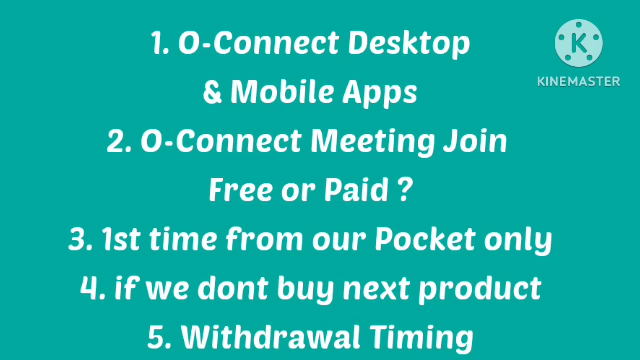 1. O-Connect Desktop
& Mobile Apps
2. O-Connect Meeting Join
Free or Paid ?
3. 1st time from our Pocket only
4. if we dont buy next product
5. Withdrawal Timing
K
KINEMASTER